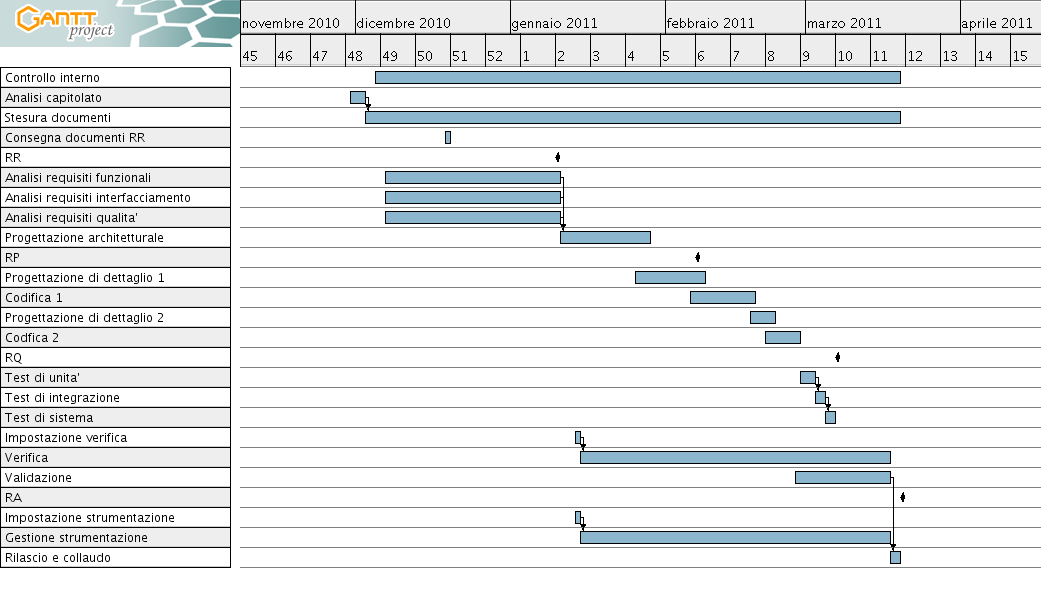 GANTT
project
novembre 2010 dicembre 2010 gennaio 2011 febbraio 2011 marzo 2011 aprile 2011
45 46 47 48 49 50 51 52 1 2 3 4 5 6 7 8 9 10 11 12 13 14 15
Controllo interno
Analisi capitolato
Stesura documenti
Consegna documenti RR
RR
Analisi requisiti funzionali
Analisi requisiti interfacciamento
Analisi requisiti qualita'
Progettazione architetturale
RP
Progettazione di dettaglio 1
Codifica 1
Progettazione di dettaglio 2
Codfica 2
RQ
Test di unita'
Test di integrazione
Test di sistema
Impostazione verifica
Verifica
Validazione
RA
Impostazione strumentazione
Gestione strumentazione
Rilascio e collaudo